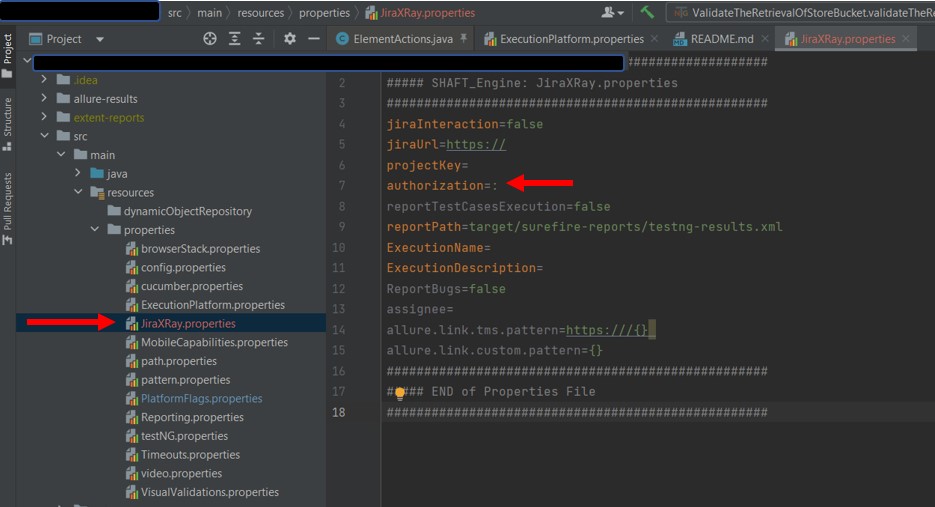 src > main > resources > properties > JiraXRay.properties
ValidateTheRetrievalOfStoreBucket.validateTheR
Project
ElementActions.java
ExecutionPlatform.properties
README.md
JiraXRay.properties
Project
Structure
Pull Requests
.idea
allure-results
extent-reports
src
main
java
resources
dynamicObjectRepository
properties
browserStack.properties
config.properties
cucumber.properties
ExecutionPlatform.properties
JiraXRay.properties
MobileCapabilities.properties
path.properties
pattern.properties
PlatformFlags.properties
Reporting.properties
testNG.properties
Timeouts.properties
video.properties
VisualValidations.properties
###################
2 ##### SHAFT_Engine: JiraXRay.properties
3 ###################################################
4 jiraInteraction=false
5 jiraUrl=https://
6 projectKey=
7 authorization=:
8 reportTestCasesExecution=false
9 reportPath=target/surefire-reports/testng-results.xml
10 ExecutionName=
11 ExecutionDescription=
12 ReportBugs=false
13 assignee=
14 allure.link.tms.pattern=https:///{}
15 allure.link.custom.pattern={}
16 ###################################################
17 ##### END of Properties File
18 ###################################################